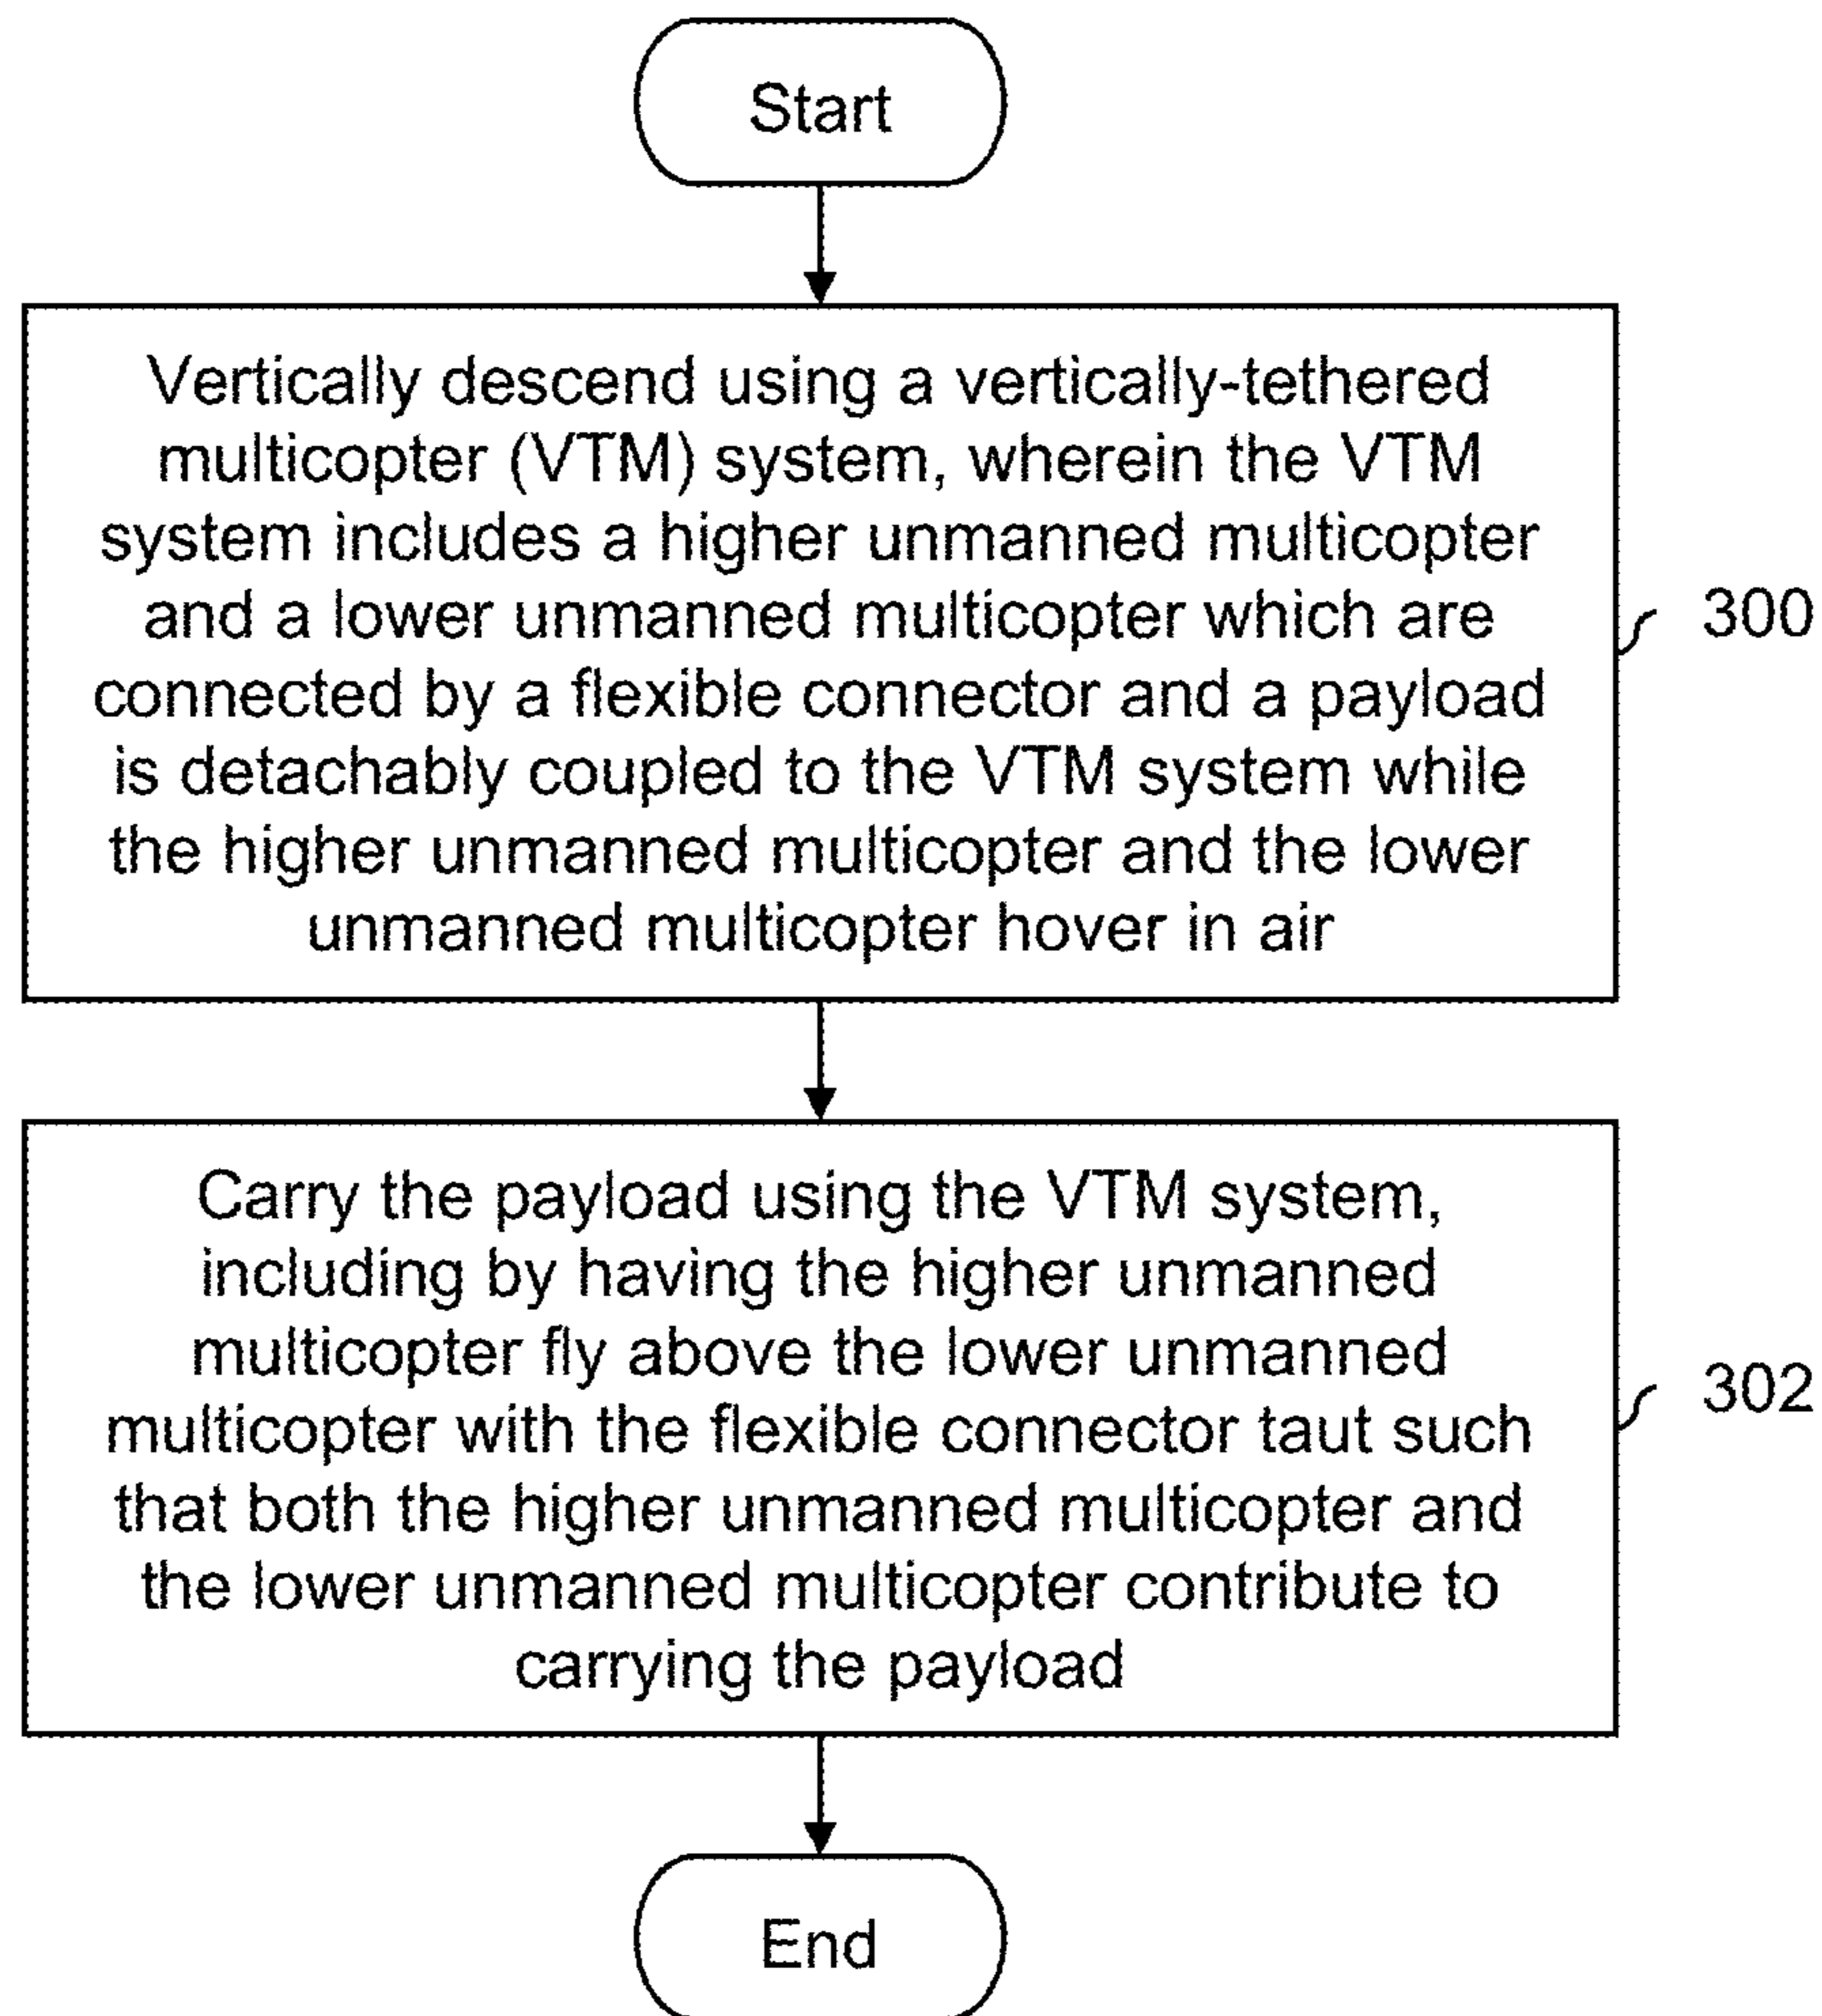 Start
Vertically descend using a vertically-tethered
multicopter (VTM) system, wherein the VTM
system includes a higher unmanned multicopter
and a lower unmanned multicopter which are
connected by a flexible connector and a payload
is detachably coupled to the VTM system while
the higher unmanned multicopter and the lower
unmanned multicopter hover in air
300
Carry the payload using the VTM system,
including by having the higher unmanned
multicopter fly above the lower unmanned
multicopter with the flexible connector taut such
that both the higher unmanned multicopter and
the lower unmanned multicopter contribute to
carrying the payload
302
End